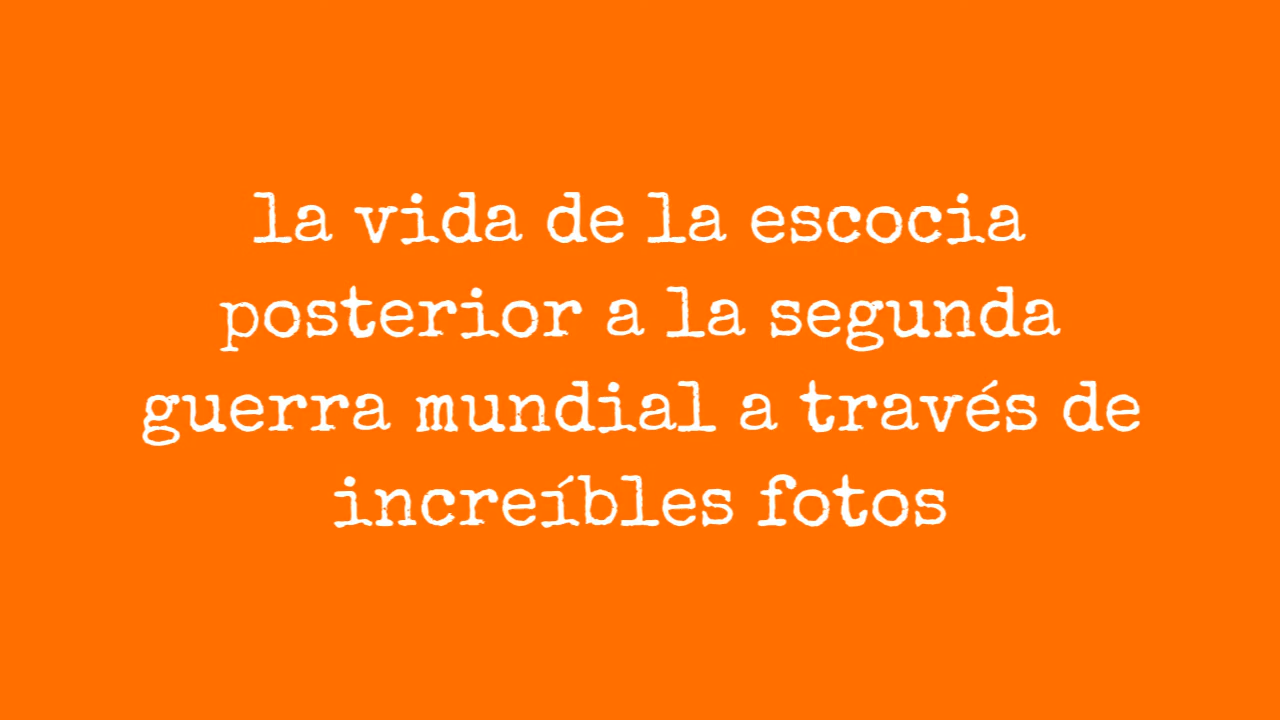 la vida de la escocia
posterior a la segunda
guerra mundial a través de
increíbles fotos